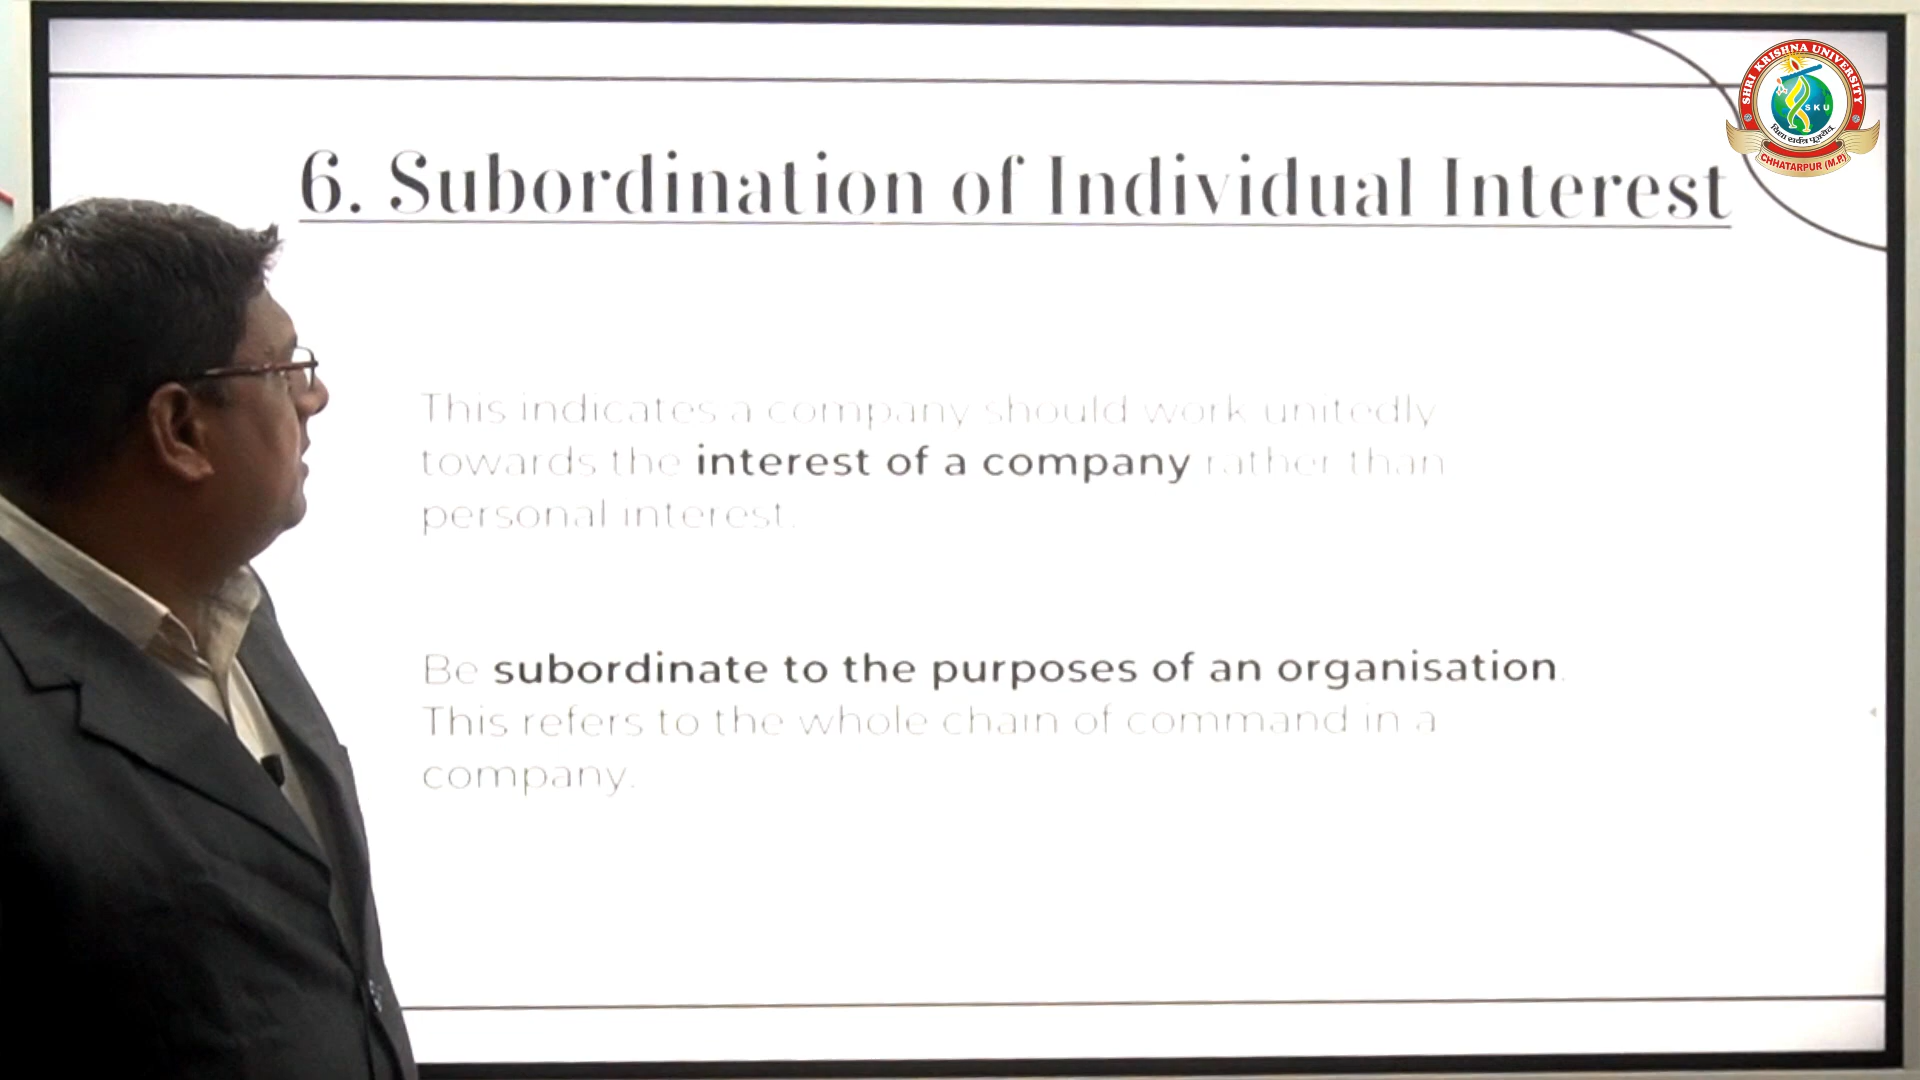 SHRI KRISHNA UNIVERSITY
SKU
CHHATARPUR (M.P.)
6. Subordination of Individual Interest
This indicates a company should work unitedly
towards the interest of a company rather than
personal interest.
Be subordinate to the purposes of an organisation.
This refers to the whole chain of command in a
company.